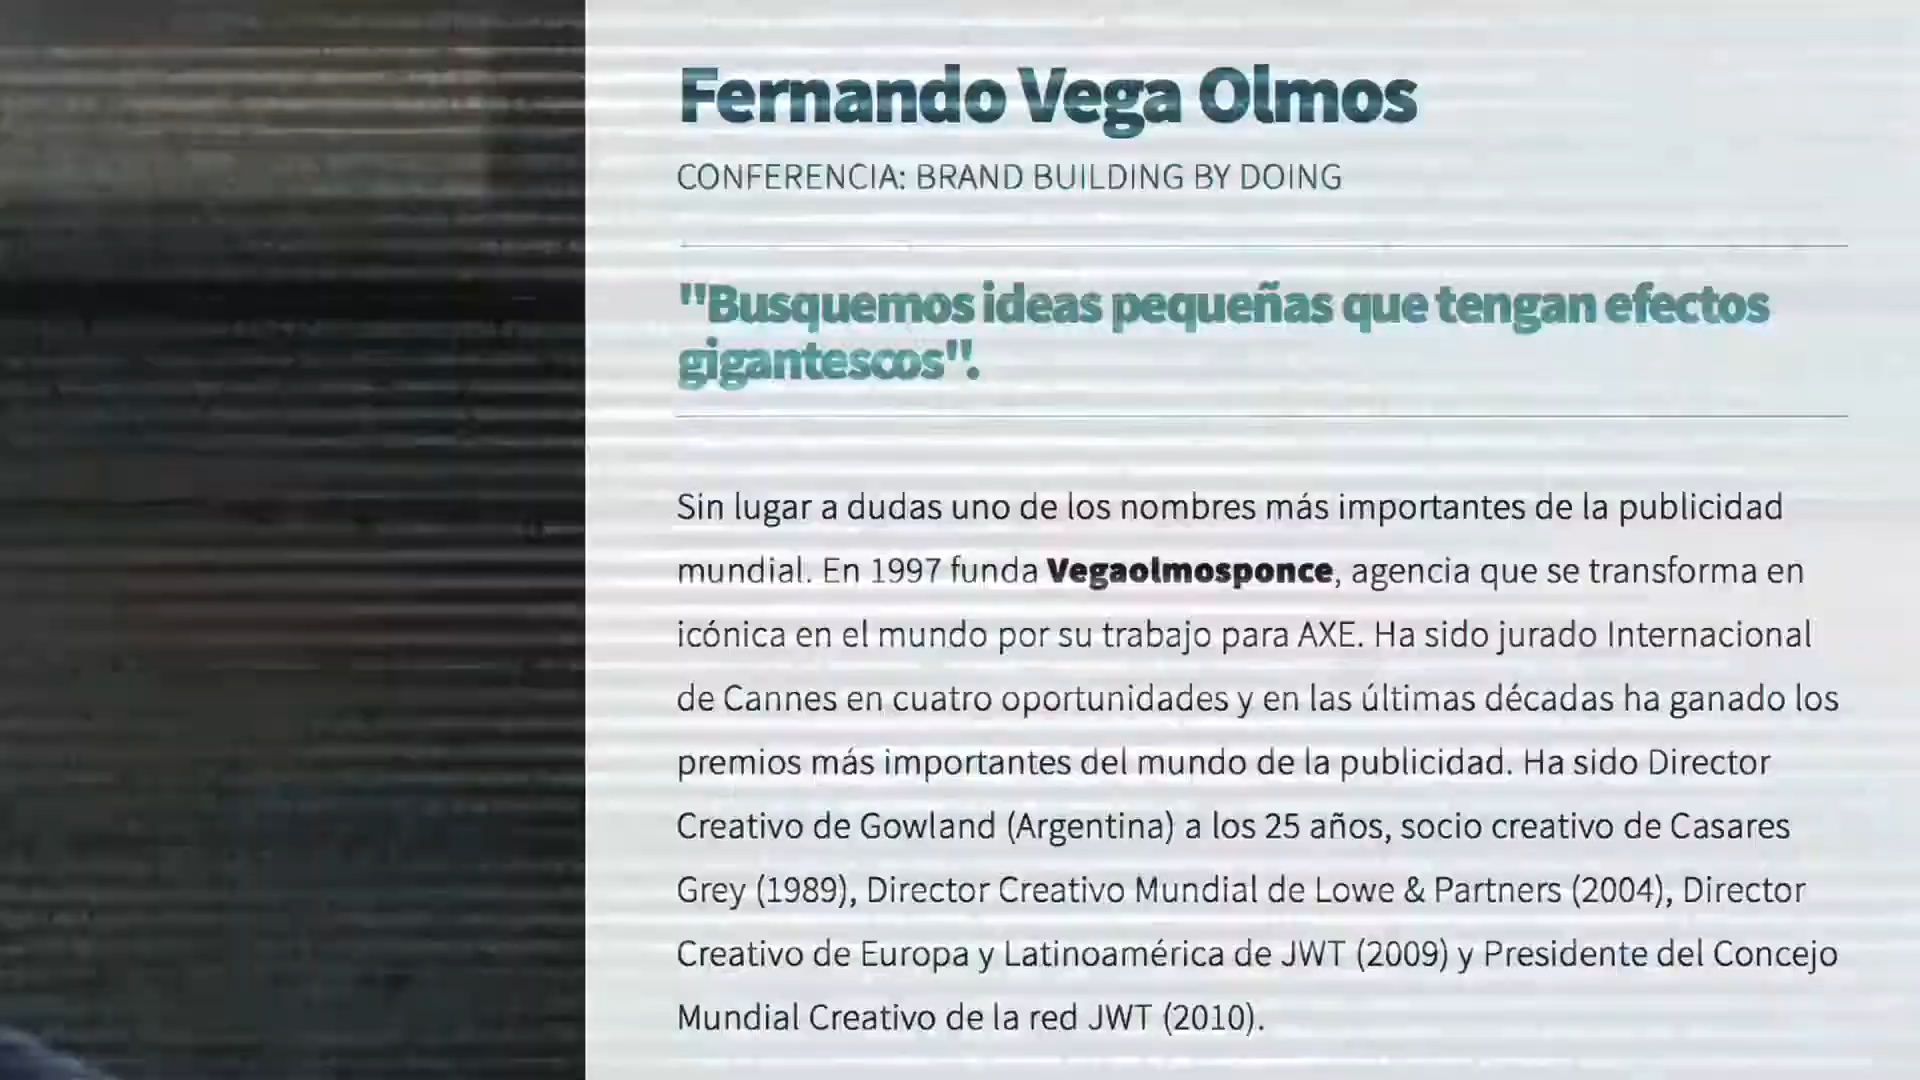 Fernando Vega Olmos
CONFERENCIA: BRAND BUILDING BY DOING
"Busquemos ideas pequeñas que tengan efectos
gigantescos".
Sin lugar a dudas uno de los nombres más importantes de la publicidad
mundial. En 1997 funda Vegaolmosponce, agencia que se transforma en
icónica en el mundo por su trabajo para AXE. Ha sido jurado Internacional
de Cannes en cuatro oportunidades y en las últimas décadas ha ganado los
premios más importantes del mundo de la publicidad. Ha sido Director
Creativo de Gowland (Argentina) a los 25 años, socio creativo de Casares
Grey (1989), Director Creativo Mundial de Lowe & Partners (2004), Director
Creativo de Europa y Latinoamérica de JWT (2009) y Presidente del Concejo
Mundial Creativo de la red JWT (2010).